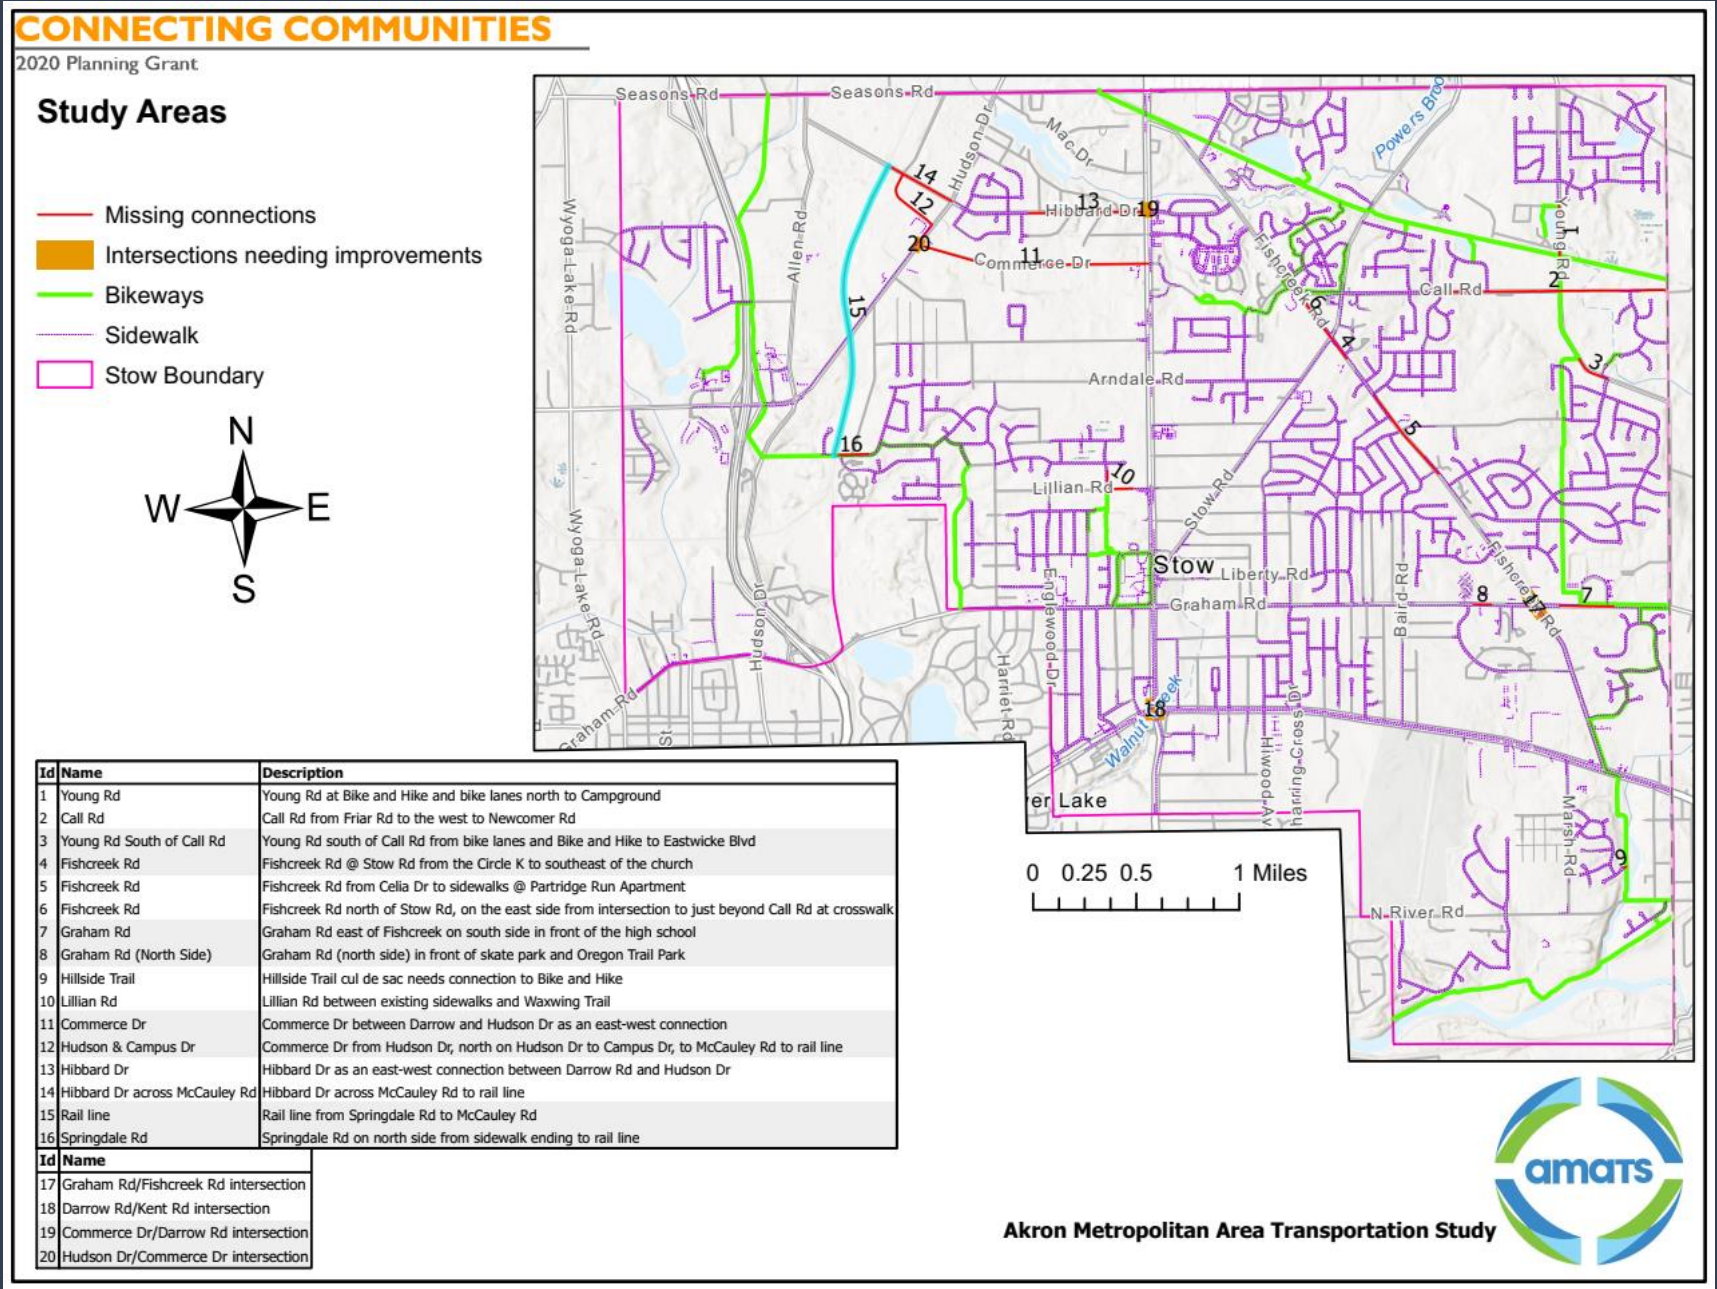 CONNECTING COMMUNITIES
2020 Planning Grant
Study Areas
Missing connections
Intersections needing improvements
Bikeways
Sidewalk
Stow Boundary
N
W E
S
Seasons Rd
Seasons Rd
Powers Broo
Mac Dr
Hudson Dr
14
12
13
19
Hibbard Dr
Wyoga-Lake-Rd
Allen-Rd
20
11
Commerce Dr
Fishcreek Rd
Young Rd
1
2
Call Rd
6
15
4
3
Arndale Rd
5
16
10
Lillian Rd
Stow Rd
Wyoga-Lake-Rd
Stow
Liberty Rd
Graham Rd
Baird-Rd
Fishcreek Rd
8
17
7
Hudson Dr
Englewood-Dr
Harriet-Rd
Graham-Rd
St
18
Walnut Creek
Hiwood-Av
harring-Cross-Dr
er Lake
Marsh-Rd
9
N River Rd
0 0.25 0.5 1 Miles
Id Name Description
1 Young Rd Young Rd at Bike and Hike and bike lanes north to Campground
2 Call Rd Call Rd from Friar Rd to the west to Newcomer Rd
3 Young Rd South of Call Rd Young Rd south of Call Rd from bike lanes and Bike and Hike to Eastwicke Blvd
4 Fishcreek Rd Fishcreek Rd @ Stow Rd from the Circle K to southeast of the church
5 Fishcreek Rd Fishcreek Rd from Celia Dr to sidewalks @ Partridge Run Apartment
6 Fishcreek Rd Fishcreek Rd north of Stow Rd, on the east side from intersection to just beyond Call Rd at crosswalk
7 Graham Rd Graham Rd east of Fishcreek on south side in front of the high school
8 Graham Rd (North Side) Graham Rd (north side) in front of skate park and Oregon Trail Park
9 Hillside Trail Hillside Trail cul de sac needs connection to Bike and Hike
10 Lillian Rd Lillian Rd between existing sidewalks and Waxwing Trail
11 Commerce Dr Commerce Dr between Darrow and Hudson Dr as an east-west connection
12 Hudson & Campus Dr Commerce Dr from Hudson Dr, north on Hudson Dr to Campus Dr, to McCauley Rd to rail line
13 Hibbard Dr Hibbard Dr as an east-west connection between Darrow Rd and Hudson Dr
14 Hibbard Dr across McCauley Rd Hibbard Dr across McCauley Rd to rail line
15 Rail line Rail line from Springdale Rd to McCauley Rd
16 Springdale Rd Springdale Rd on north side from sidewalk ending to rail line
Id Name
17 Graham Rd/Fishcreek Rd intersection
18 Darrow Rd/Kent Rd intersection
19 Commerce Dr/Darrow Rd intersection
20 Hudson Dr/Commerce Dr intersection
Akron Metropolitan Area Transportation Study
amaTS